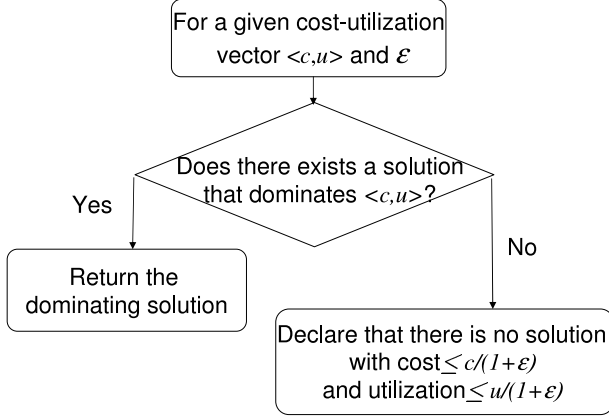 For a given cost-utilization
vector <c,u> and ε
Does there exists a solution
that dominates <c,u>?
Yes
No
Return the
dominating solution
Declare that there is no solution
with cost ≤ c/(1+ε)
and utilization ≤ u/(1+ε)